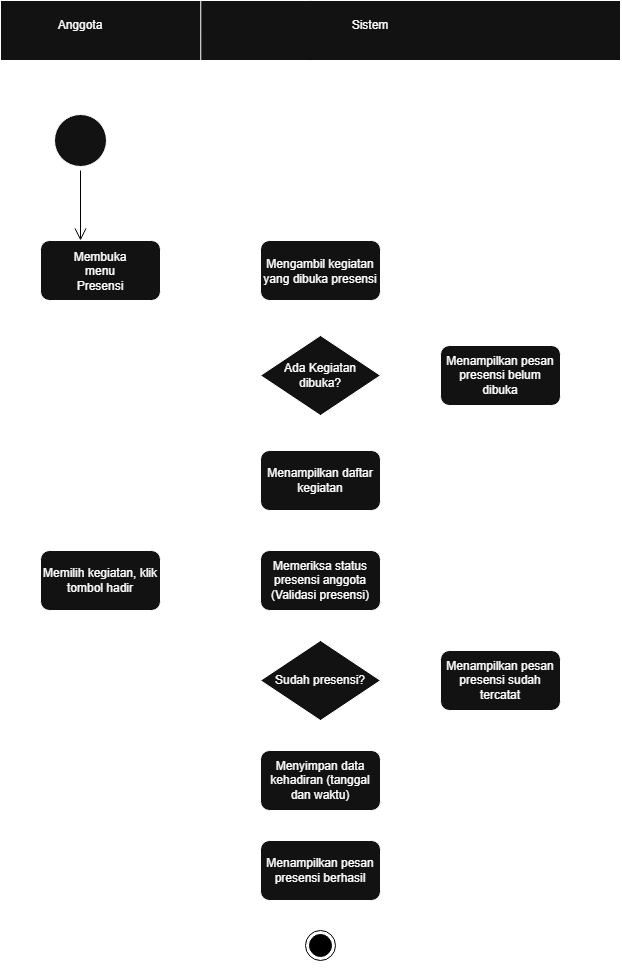 Anggota
Sistem
Membuka
menu
Presensi
Mengambil kegiatan
yang dibuka presensi
Ada Kegiatan
dibuka?
Menampilkan pesan
presensi belum
dibuka
Menampilkan daftar
kegiatan
Memilih kegiatan, klik
tombol hadir
Memeriksa status
presensi anggota
(Validasi presensi)
Sudah presensi?
Menampilkan pesan
presensi sudah
tercatat
Menyimpan data
kehadiran (tanggal
dan waktu)
Menampilkan pesan
presensi berhasil